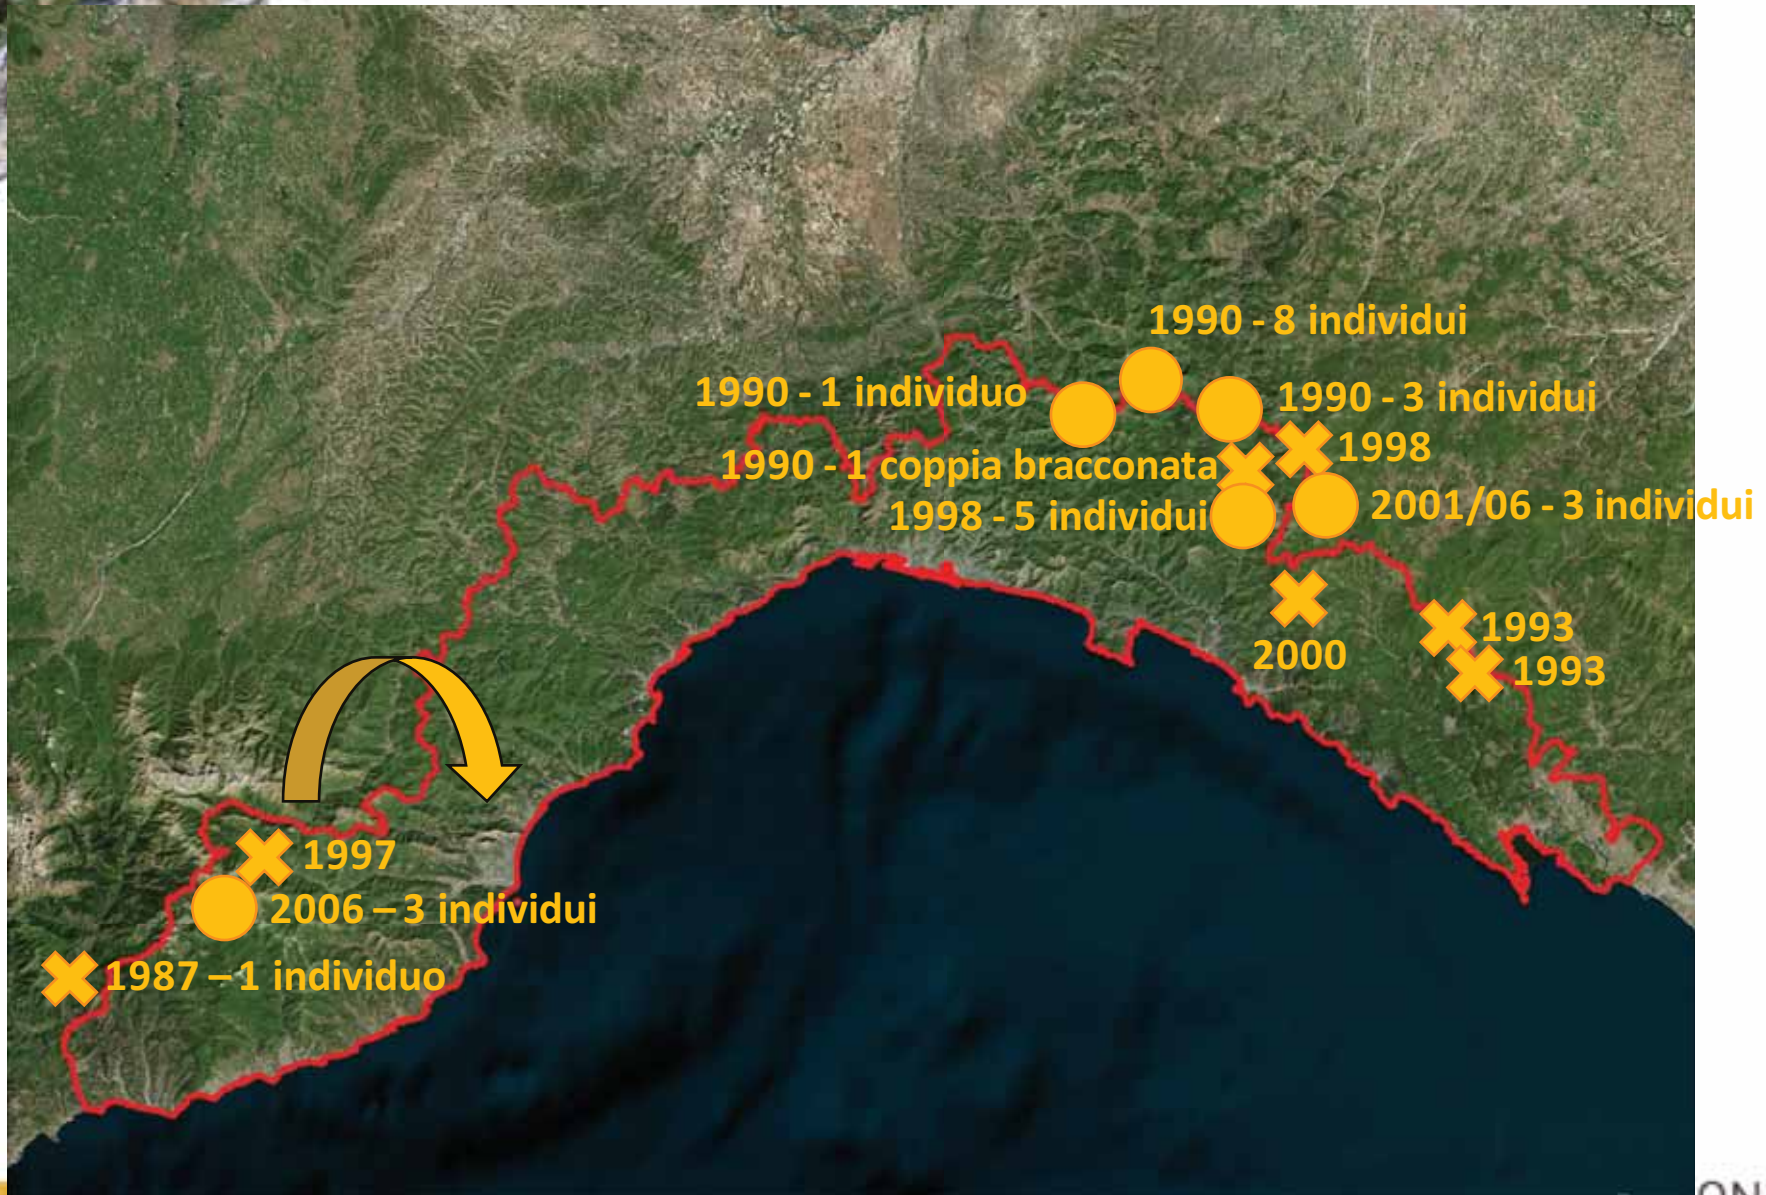 1990 - 8 individui
1990 - 1 individuo
1990 - 3 individui
1998
1990 - 1 coppia bracconata
1998 - 5 individui
2001/06 - 3 individui
1993
2000
1993
1997
2006 – 3 individui
1987 – 1 individuo
ON